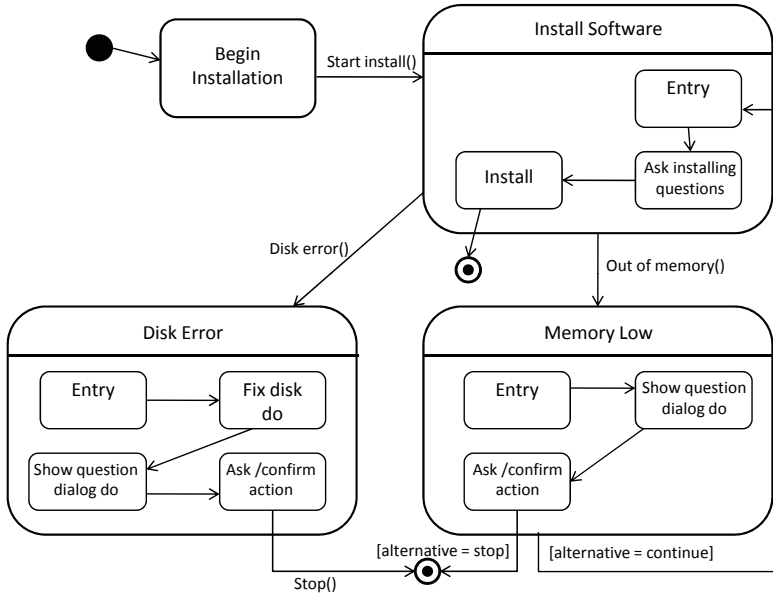 Begin
Installation
Start install()
Install Software
Entry
Ask installing
questions
Install
Disk error()
Out of memory()
Disk Error
Entry
Fix disk
do
Show question
dialog do
Ask /confirm
action
Stop()
Memory Low
Entry
Show question
dialog do
Ask /confirm
action
[alternative = stop]
[alternative = continue]